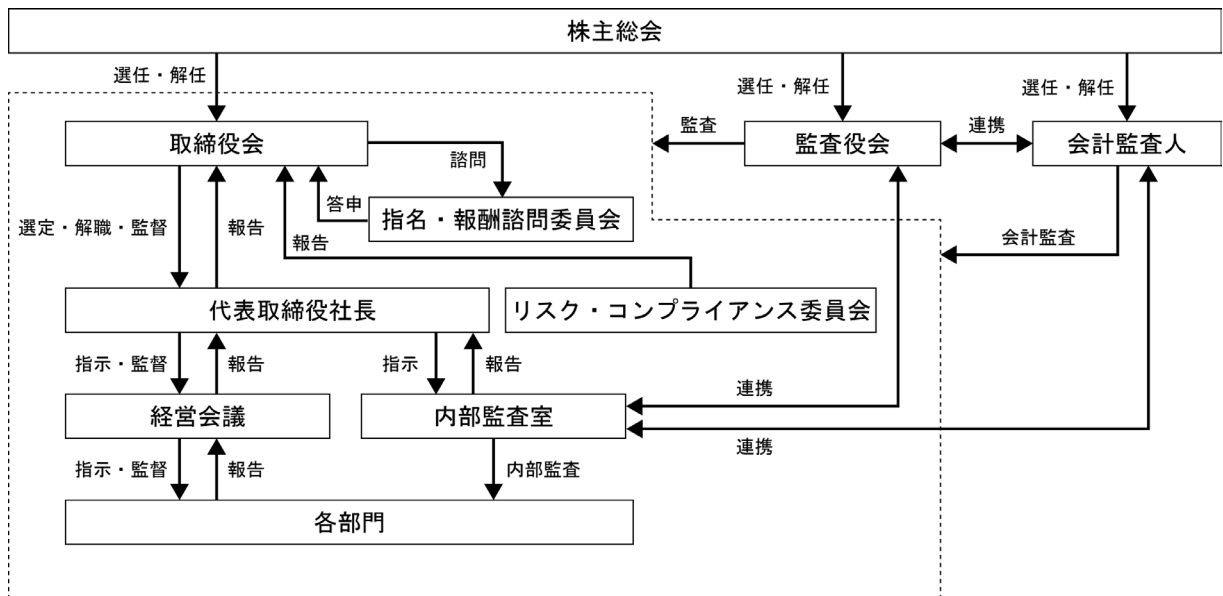 株主総会
選任・解任
選任・解任
選任・解任
取締役会
監査
監査役会
連携
会計監査人
諮問
答申
指名・報酬諮問委員会
選定・解職・監督
報告
報告
会計監査
代表取締役社長
リスク・コンプライアンス委員会
指示・監督
報告
指示
報告
連携
経営会議
内部監査室
連携
指示・監督
報告
内部監査
各部門